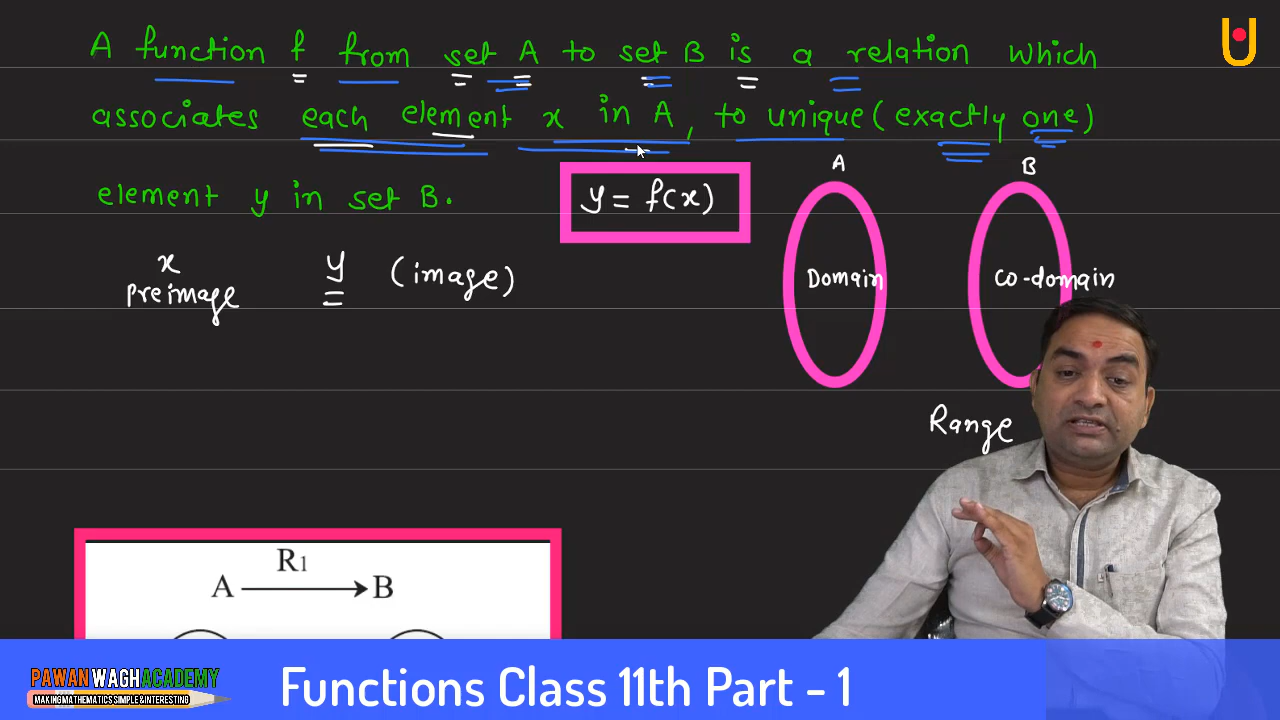 A function f from set A to set B is a relation which
associates each element x in A, to unique (exactly one)
element y in set B.
y = f(x)
A
B
x
y (image)
Preimage
Domain
Co-domain
Range
R1
A B
PAWAN WAGH ACADEMY
MAKING MATHEMATICS SIMPLE & INTERESTING
Functions Class 11th Part - 1